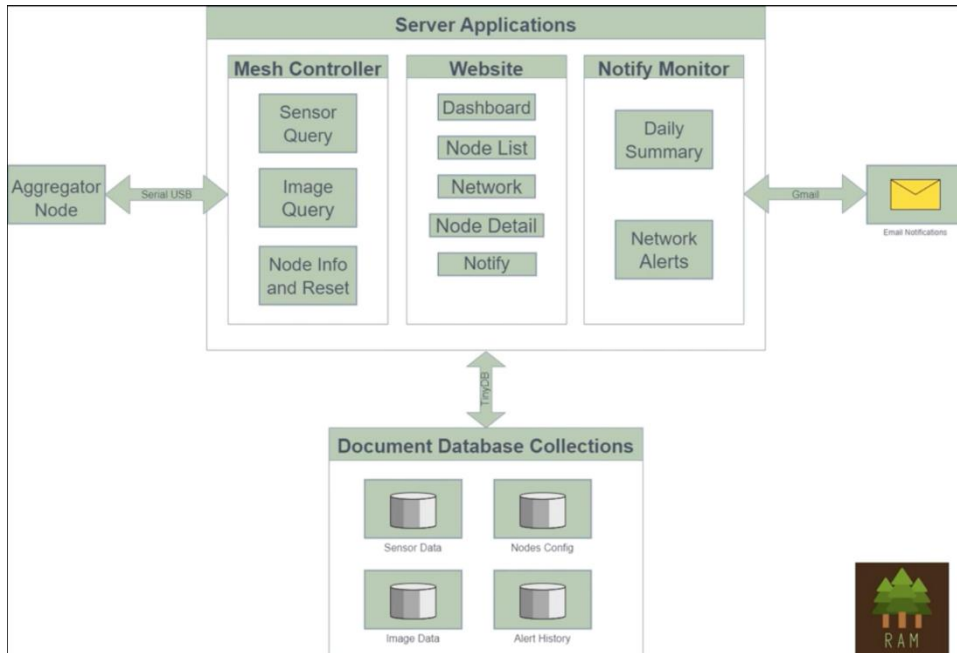 Server Applications
Mesh Controller
Sensor
Query
Image
Query
Node Info
and Reset
Website
Dashboard
Node List
Network
Node Detail
Notify
Notify Monitor
Daily
Summary
Network
Alerts
Aggregator
Node
Serial USB
Gmail
Email Notifications
TinyDB
Document Database Collections
Sensor Data
Nodes Config
Image Data
Alert History
RAM